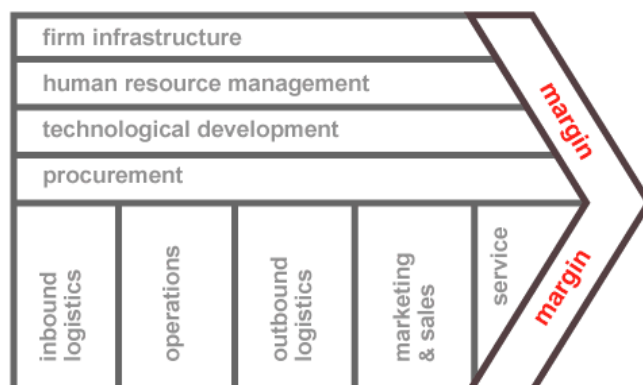 firm infrastructure
human resource management
technological development
procurement
inbound
logistics
operations
outbound
logistics
marketing
& sales
service
margin
margin